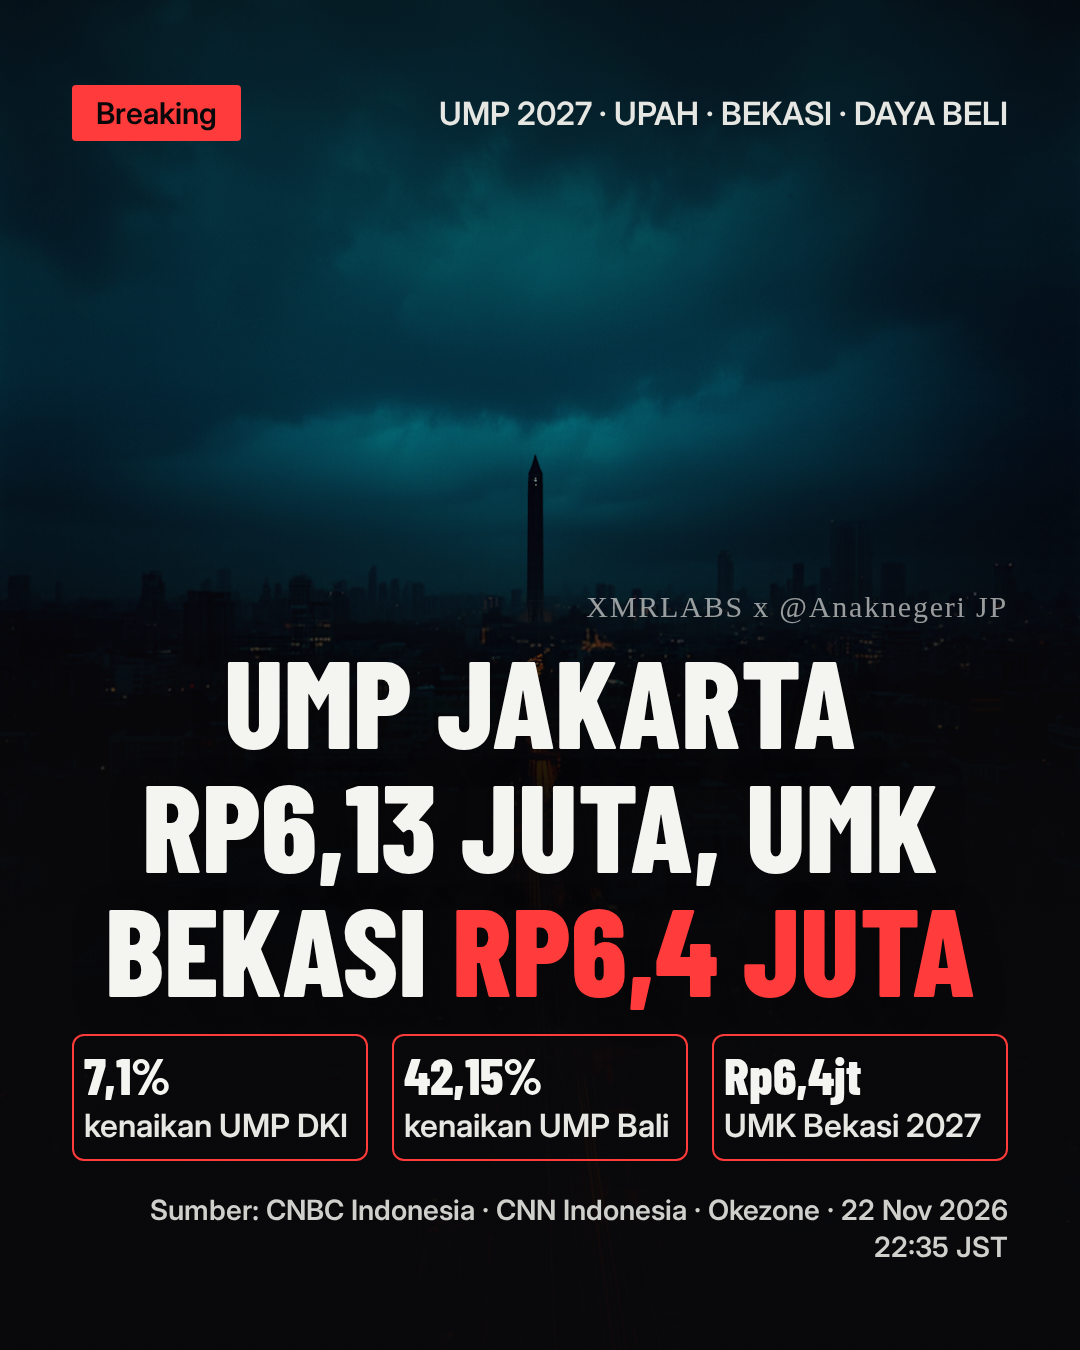 Breaking
UMP 2027 · UPAH · BEKASI · DAYA BELI
XMRLABS x @Anaknegeri JP
UMP JAKARTA
RP6,13 JUTA, UMK
BEKASI RP6,4 JUTA
7,1%
kenaikan UMP DKI
42,15%
kenaikan UMP Bali
Rp6,4jt
UMK Bekasi 2027
Sumber: CNBC Indonesia · CNN Indonesia · Okezone · 22 Nov 2026
22:35 JST